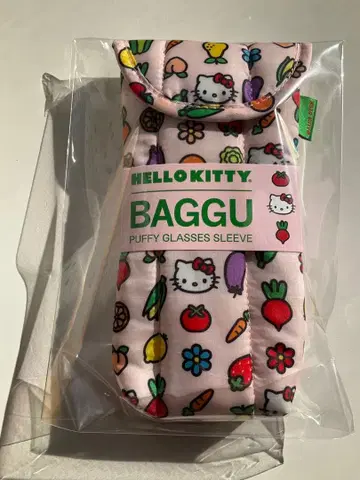 HELLO KITTY.
BAGGU
PUFFY GLASSES SLEEVE